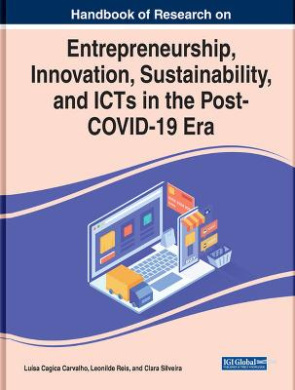 Handbook of Research on
Entrepreneurship,
Innovation, Sustainability,
and ICTs in the Post-
COVID-19 Era
Luisa Cagica Carvalho, Leonilde Reis, and Clara Silveira
IGI Global